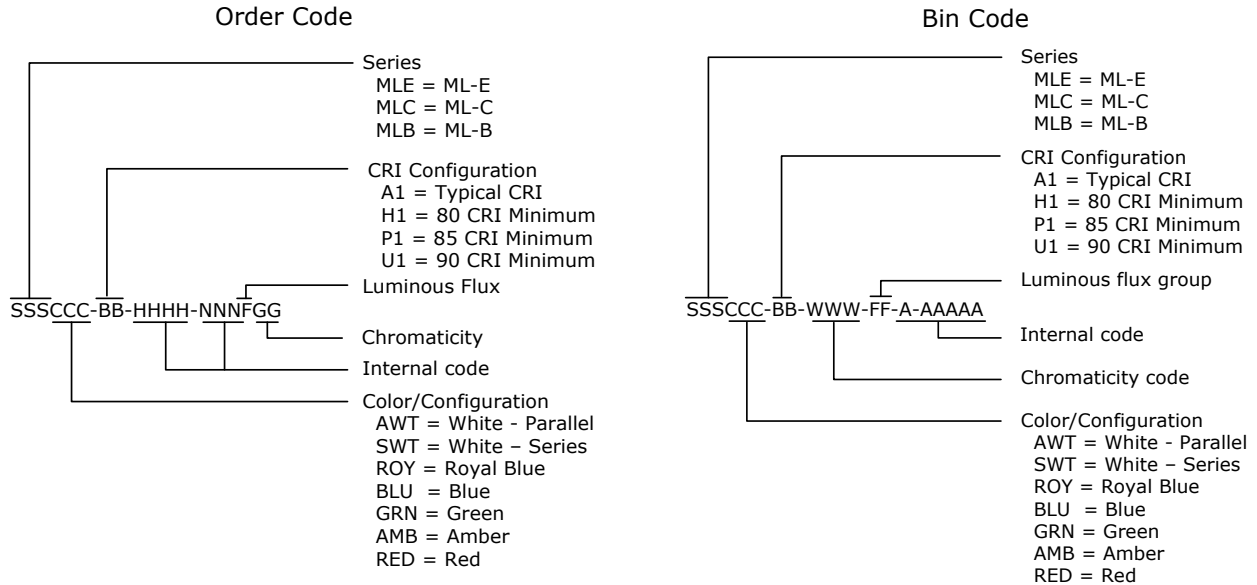 Order Code
Series
MLE = ML-E
MLC = ML-C
MLB = ML-B
CRI Configuration
A1 = Typical CRI
H1 = 80 CRI Minimum
P1 = 85 CRI Minimum
U1 = 90 CRI Minimum
Luminous Flux
SSSCCC-BB-HHHH-NNNFGG
Chromaticity
Internal code
Color/Configuration
AWT = White - Parallel
SWT = White – Series
ROY = Royal Blue
BLU = Blue
GRN = Green
AMB = Amber
RED = Red
Bin Code
Series
MLE = ML-E
MLC = ML-C
MLB = ML-B
CRI Configuration
A1 = Typical CRI
H1 = 80 CRI Minimum
P1 = 85 CRI Minimum
U1 = 90 CRI Minimum
Luminous flux group
SSSCCC-BB-WWW-FF-A-AAAAA
Internal code
Chromaticity code
Color/Configuration
AWT = White - Parallel
SWT = White – Series
ROY = Royal Blue
BLU = Blue
GRN = Green
AMB = Amber
RED = Red